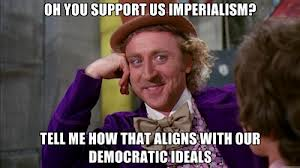 OH YOU SUPPORT US IMPERIALISM?
TELL ME HOW THAT ALIGNS WITH OUR
DEMOCRATIC IDEALS